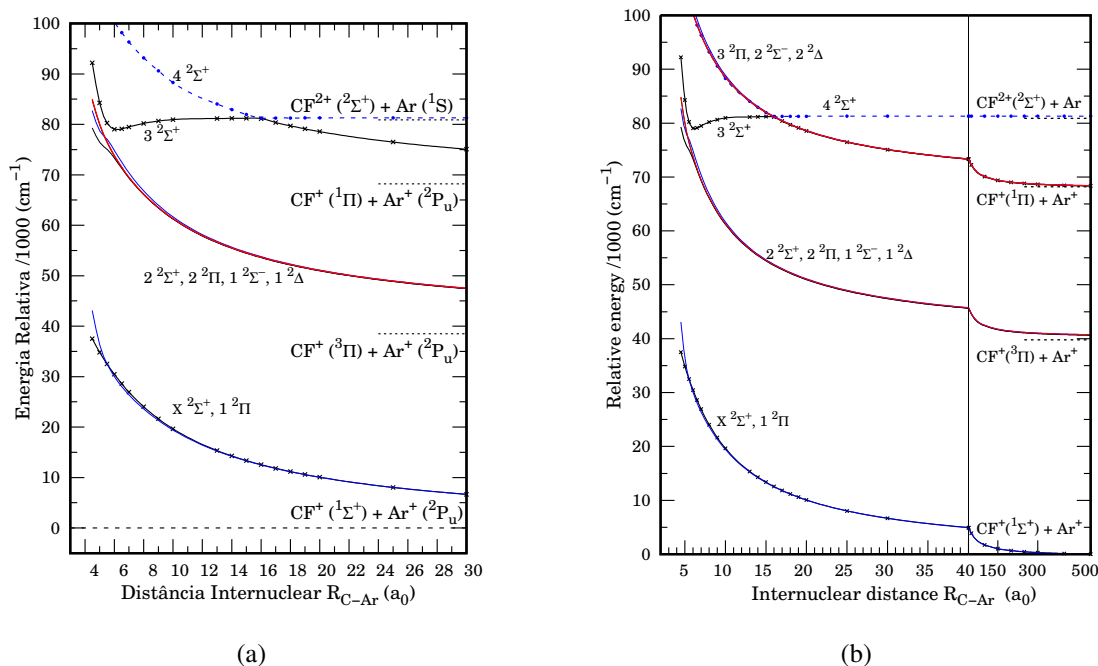 100
90
80
70
60
50
40
30
20
10
0
Energia Relativa /1000 (cm⁻¹)
4 ²Σ⁺
CF²⁺ (²Σ⁺) + Ar (¹S)
3 ²Σ⁺
CF⁺ (¹Π) + Ar⁺ (²Pᵤ)
2 ²Σ⁺, 2 ²Π, 1 ²Σ⁻, 1 ²Δ
CF⁺ (³Π) + Ar⁺ (²Pᵤ)
X ²Σ⁺, 1 ²Π
CF⁺ (¹Σ⁺) + Ar⁺ (²Pᵤ)
4 6 8 10 12 14 16 18 20 22 24 26 28 30
Distância Internuclear R_C−Ar (a₀)
(a)
100
90
80
70
60
50
40
30
20
10
0
Relative energy /1000 (cm⁻¹)
3 ²Π, 2 ²Σ⁻, 2 ²Δ
CF²⁺(²Σ⁺) + Ar
4 ²Σ⁺
3 ²Σ⁺
CF⁺(¹Π) + Ar⁺
2 ²Σ⁺, 2 ²Π, 1 ²Σ⁻, 1 ²Δ
CF⁺(³Π) + Ar⁺
X ²Σ⁺, 1 ²Π
CF⁺(¹Σ⁺) + Ar⁺
5 10 15 20 25 30 35 40 150 300 500
Internuclear distance R_C−Ar (a₀)
(b)